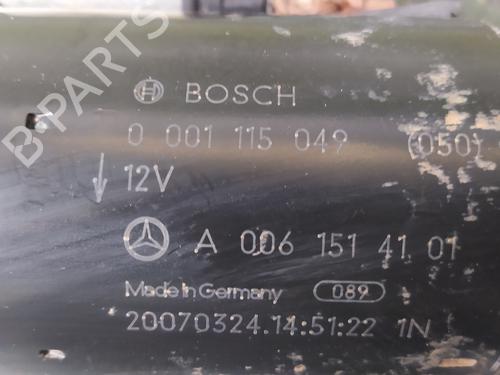 B-PARTS
BOSCH
0 001 115 049 (050)
12V
A 006 151 41 01
Made in Germany 089
20070324.14:51:22 1N